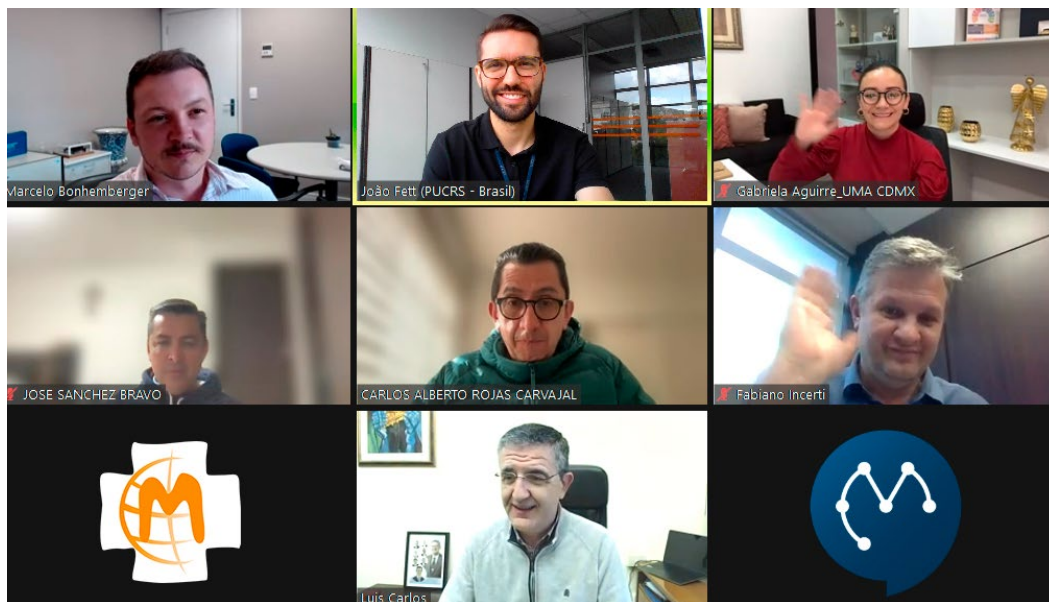 Marcelo Bonhemberger
João Fett (PUCRS - Brasil)
Gabriela Aguirre_UMA CDMX
JOSE SANCHEZ BRAVO
CARLOS ALBERTO ROJAS CARVAJAL
Fabiano Incerti
M
Luis Carlos